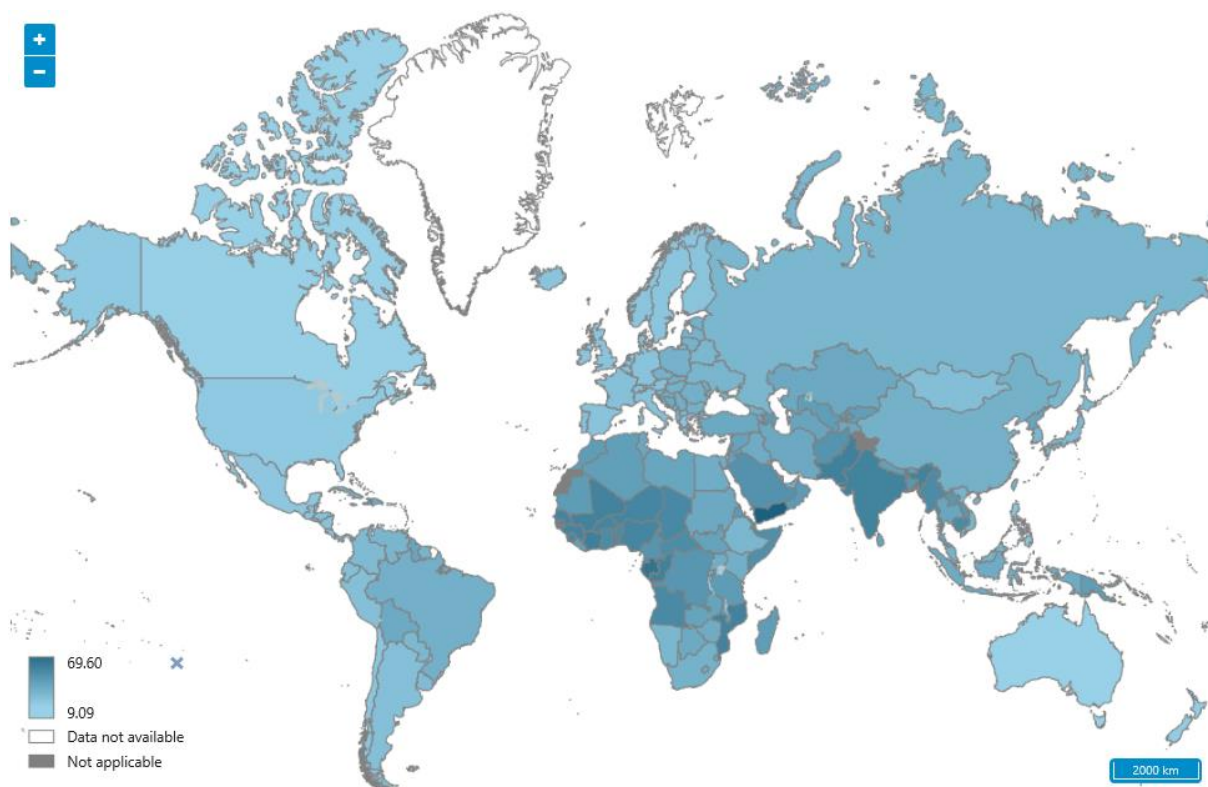 +
−
69.60
9.09
Data not available
Not applicable
2000 km